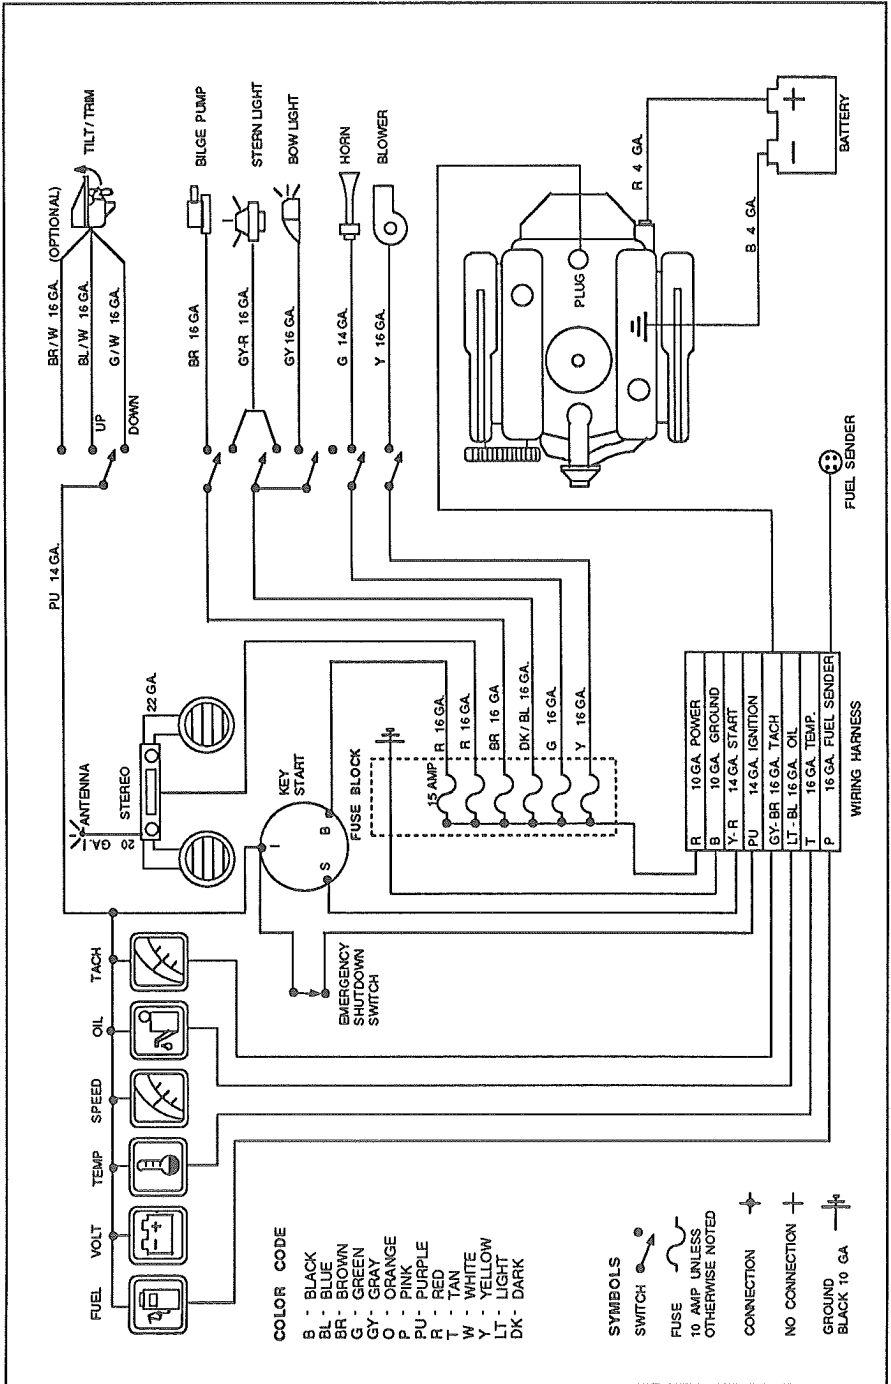 BR/W 16 GA. (OPTIONAL)
BL/W 16 GA.
G/W 16 GA.
TILT/TRIM
UP
DOWN
PU 14 GA.
BR 16 GA
BILGE PUMP
GY-R 16 GA.
STERN LIGHT
GY 16 GA.
BOW LIGHT
G 14 GA.
HORN
Y 16 GA.
BLOWER
R 4 GA.
B 4 GA.
+
−
BATTERY
PLUG
FUEL SENDER
ANTENNA
20 GA.
STEREO
22 GA.
KEY
START
I
B
S
FUSE BLOCK
15 AMP
R 16 GA.
R 16 GA.
BR 16 GA
DK/BL 16 GA.
G 16 GA.
Y 16 GA.
R 10 GA. POWER
B 10 GA. GROUND
Y-R 14 GA. START
PU 14 GA. IGNITION
GY-BR 16 GA. TACH
LT-BL 16 GA. OIL
T 16 GA. TEMP.
P 16 GA. FUEL SENDER
WIRING HARNESS
EMERGENCY
SHUTDOWN
SWITCH
FUEL
VOLT
TEMP
SPEED
OIL
TACH
- +
COLOR CODE
B - BLACK
BL - BLUE
BR - BROWN
G - GREEN
GY- GRAY
O - ORANGE
P - PINK
PU - PURPLE
R - RED
T - TAN
W - WHITE
Y - YELLOW
LT - LIGHT
DK - DARK
SYMBOLS
SWITCH
FUSE
10 AMP UNLESS
OTHERWISE NOTED
CONNECTION
NO CONNECTION
GROUND
BLACK 10 GA